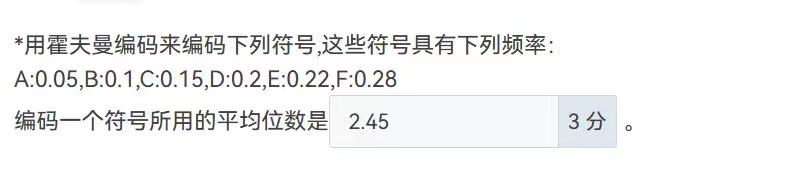 *用霍夫曼编码来编码下列符号,这些符号具有下列频率：
A:0.05,B:0.1,C:0.15,D:0.2,E:0.22,F:0.28
编码一个符号所用的平均位数是 2.45 3 分 。